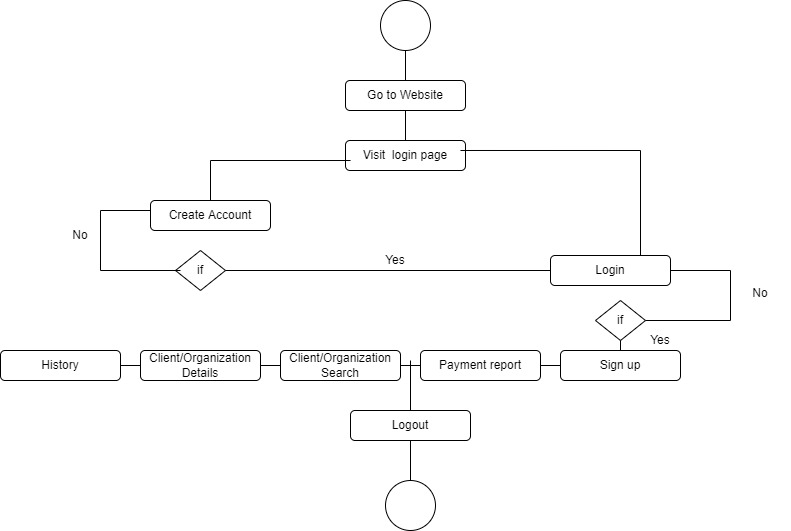 Go to Website
Visit login page
Create Account
No
if
Yes
Login
No
if
Yes
History
Client/Organization
Details
Client/Organization
Search
Payment report
Sign up
Logout